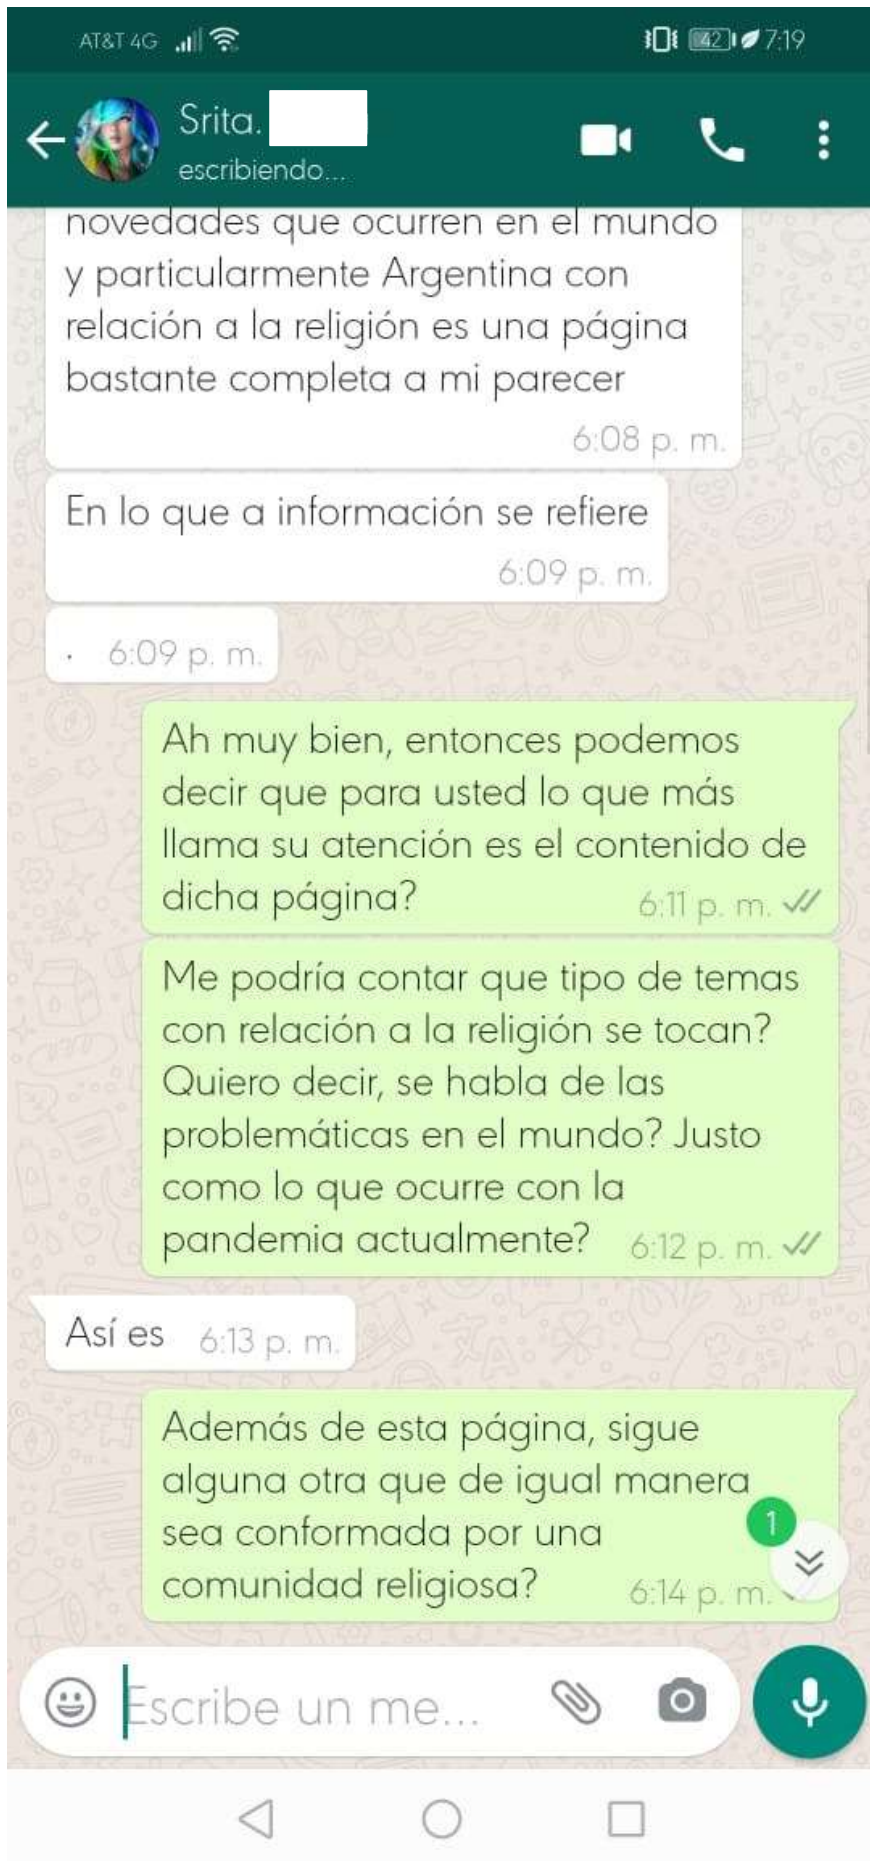 AT&T 4G 42 7:19
Srita.
escribiendo...
novedades que ocurren en el mundo
y particularmente Argentina con
relación a la religión es una página
bastante completa a mi parecer
6:08 p. m.
En lo que a información se refiere
6:09 p. m.
. 6:09 p. m.
Ah muy bien, entonces podemos
decir que para usted lo que más
llama su atención es el contenido de
dicha página? 6:11 p. m.
Me podría contar que tipo de temas
con relación a la religión se tocan?
Quiero decir, se habla de las
problemáticas en el mundo? Justo
como lo que ocurre con la
pandemia actualmente? 6:12 p. m.
Así es 6:13 p. m.
Además de esta página, sigue
alguna otra que de igual manera
sea conformada por una
1
comunidad religiosa? 6:14 p. m.
Escribe un me...